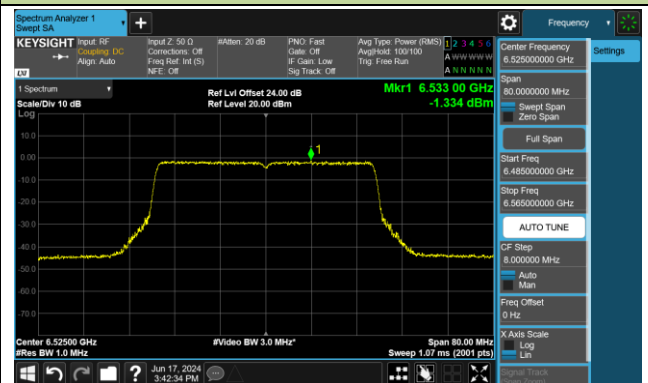 Spectrum Analyzer 1
Swept SA
+
Frequency
KEYSIGHT
Input: RF
Coupling: DC
Align: Auto
Input Z: 50 Ω
Corrections: Off
Freq Ref: Int (S)
NFE: Off
#Atten: 20 dB
PNO: Fast
Gate: Off
IF Gain: Low
Sig Track: Off
Avg Type: Power (RMS)
Avg|Hold: 100/100
Trig: Free Run
1 2 3 4 5 6
A W W W W W
A N N N N N
LXI
1 Spectrum
Scale/Div 10 dB
Log
Ref Lvl Offset 24.00 dB
Ref Level 20.00 dBm
Mkr1 6.533 00 GHz
-1.334 dBm
1
10.0
0.00
-10.0
-20.0
-30.0
-40.0
-50.0
-60.0
-70.0
Center 6.52500 GHz
#Res BW 1.0 MHz
#Video BW 3.0 MHz*
Span 80.00 MHz
Sweep 1.07 ms (2001 pts)
Center Frequency
6.525000000 GHz
Settings
Span
80.0000000 MHz
Swept Span
Zero Span
Full Span
Start Freq
6.485000000 GHz
Stop Freq
6.565000000 GHz
AUTO TUNE
CF Step
8.000000 MHz
Auto
Man
Freq Offset
0 Hz
X Axis Scale
Log
Lin
Signal Track
?
Jun 17, 2024
3:42:34 PM